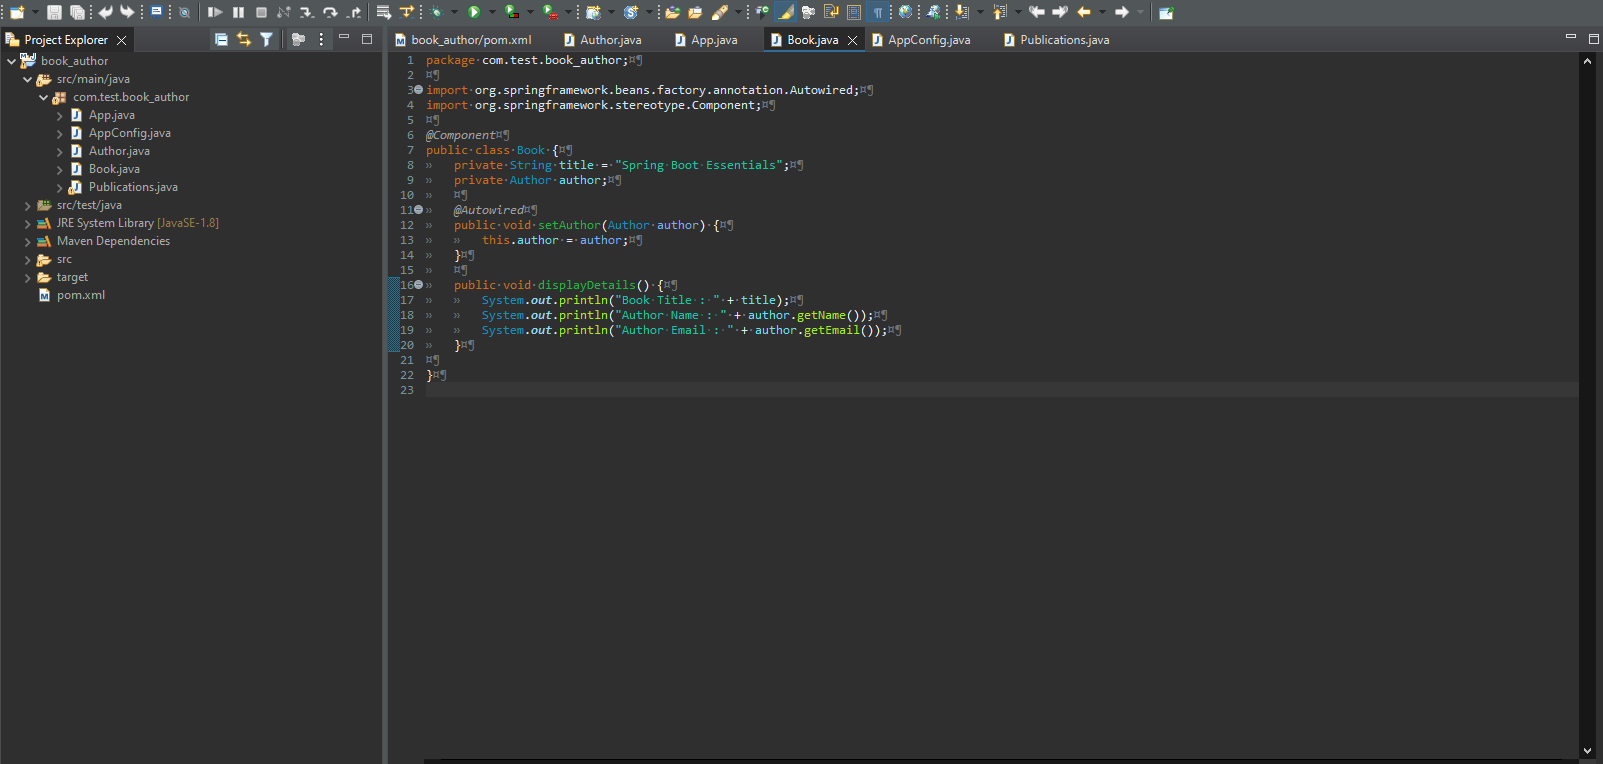 Project Explorer
book_author
src/main/java
com.test.book_author
App.java
AppConfig.java
Author.java
Book.java
Publications.java
src/test/java
JRE System Library [JavaSE-1.8]
Maven Dependencies
src
target
pom.xml
book_author/pom.xml Author.java App.java Book.java AppConfig.java Publications.java
1 package·com.test.book_author;¤¶
2 ¤¶
3 import·org.springframework.beans.factory.annotation.Autowired;¤¶
4 import·org.springframework.stereotype.Component;¤¶
5 ¤¶
6 @Component¤¶
7 public·class·Book·{¤¶
8 » private·String·title·=·"Spring·Boot·Essentials";¤¶
9 » private·Author·author;¤¶
10 » ¤¶
11 » @Autowired¤¶
12 » public·void·setAuthor(Author·author)·{¤¶
13 » » this.author·=·author;¤¶
14 » }¤¶
15 » ¤¶
16 » public·void·displayDetails()·{¤¶
17 » » System.out.println("Book·Title·:·"·+·title);¤¶
18 » » System.out.println("Author·Name·:·"·+·author.getName());¤¶
19 » » System.out.println("Author·Email·:·"·+·author.getEmail());¤¶
20 » }¤¶
21 ¤¶
22 }¤¶
23